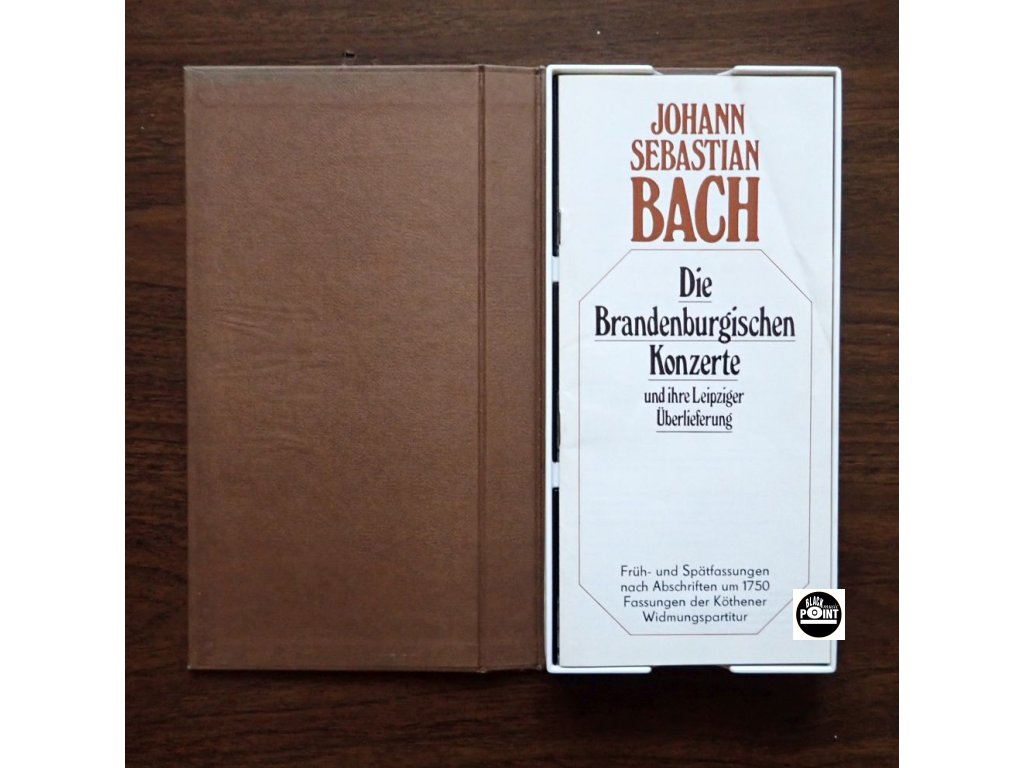 JOHANN
SEBASTIAN
BACH
Die
Brandenburgischen
Konzerte
und ihre Leipziger
Überlieferung
Früh- und Spätfassungen
nach Abschriften um 1750
Fassungen der Köthener
Widmungspartitur
BLACK
music
POINT